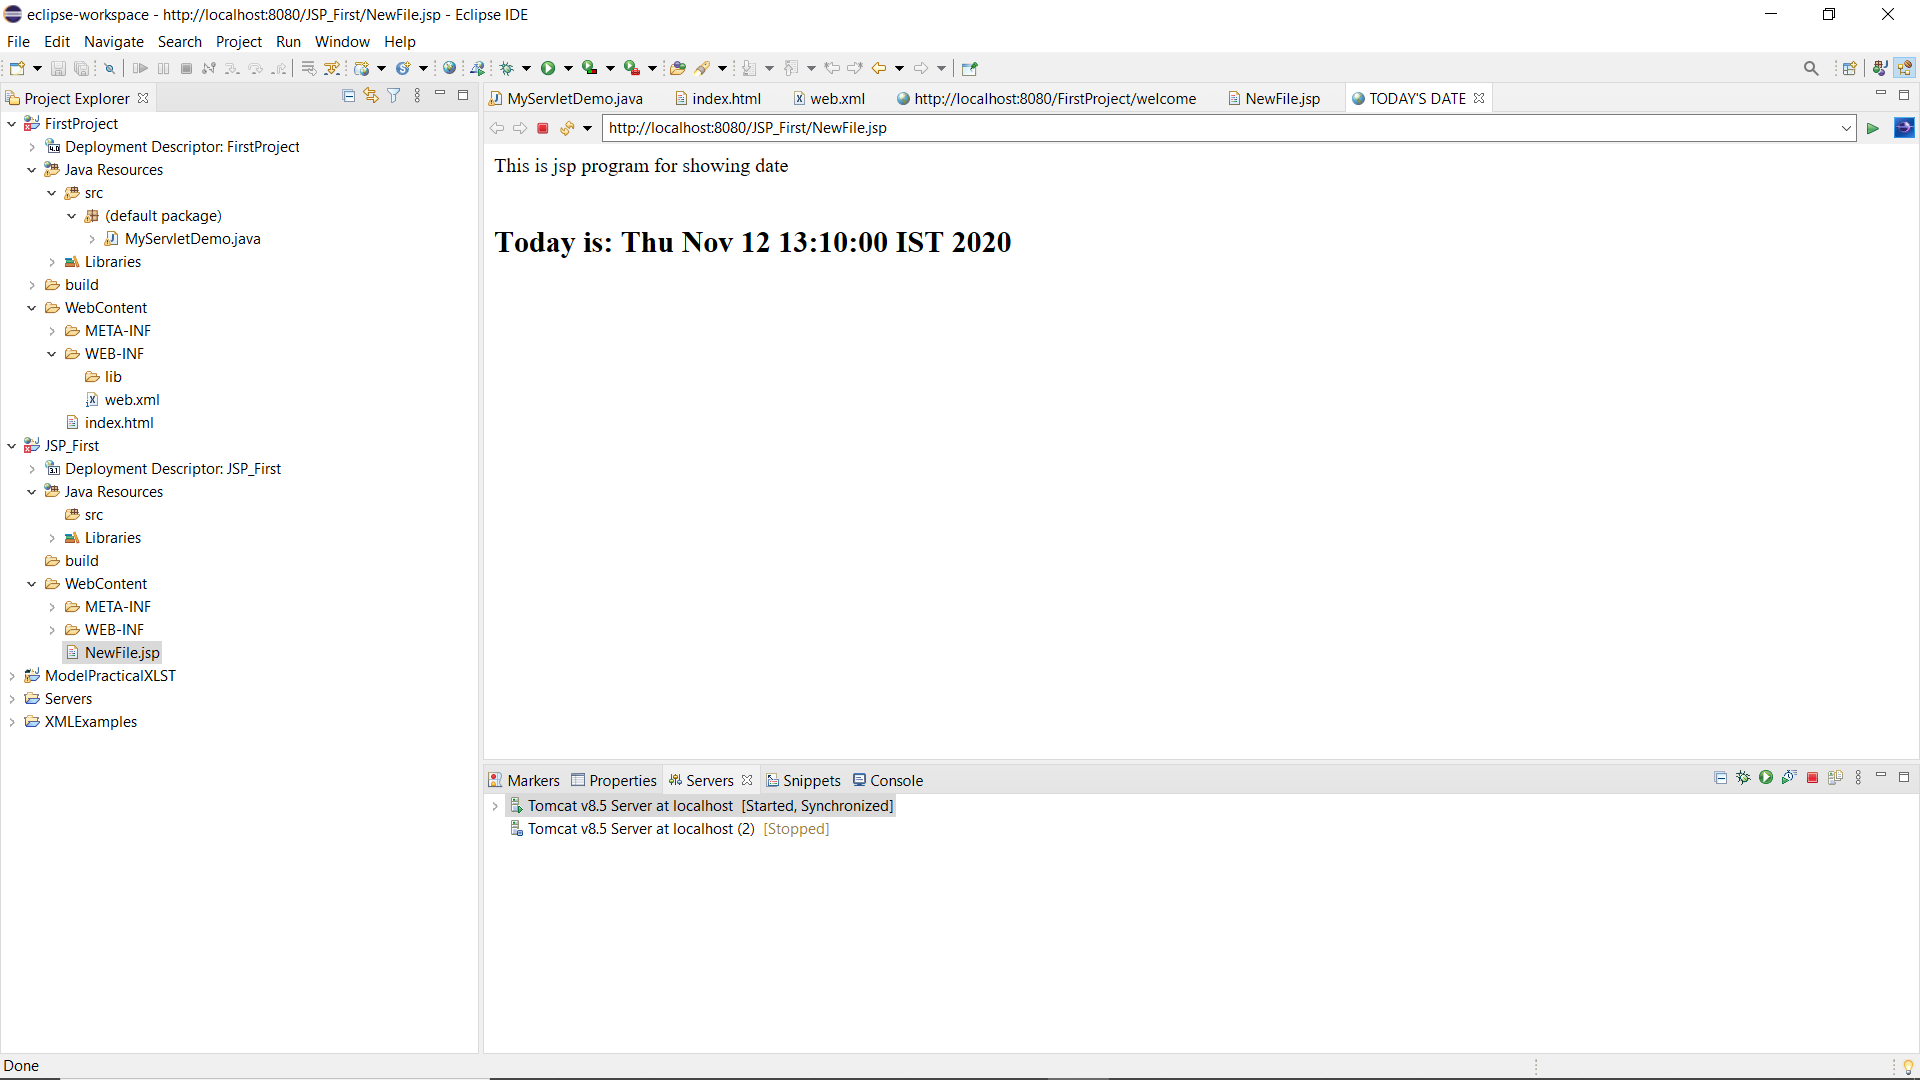 eclipse-workspace - http://localhost:8080/JSP_First/NewFile.jsp - Eclipse IDE
File Edit Navigate Search Project Run Window Help
Project Explorer
MyServletDemo.java index.html web.xml http://localhost:8080/FirstProject/welcome NewFile.jsp TODAY'S DATE
http://localhost:8080/JSP_First/NewFile.jsp
This is jsp program for showing date
Today is: Thu Nov 12 13:10:00 IST 2020
FirstProject
Deployment Descriptor: FirstProject
Java Resources
src
(default package)
MyServletDemo.java
Libraries
build
WebContent
META-INF
WEB-INF
lib
web.xml
index.html
JSP_First
Deployment Descriptor: JSP_First
Java Resources
src
Libraries
build
WebContent
META-INF
WEB-INF
NewFile.jsp
ModelPracticalXLST
Servers
XMLExamples
Markers Properties Servers Snippets Console
Tomcat v8.5 Server at localhost [Started, Synchronized]
Tomcat v8.5 Server at localhost (2) [Stopped]
Done